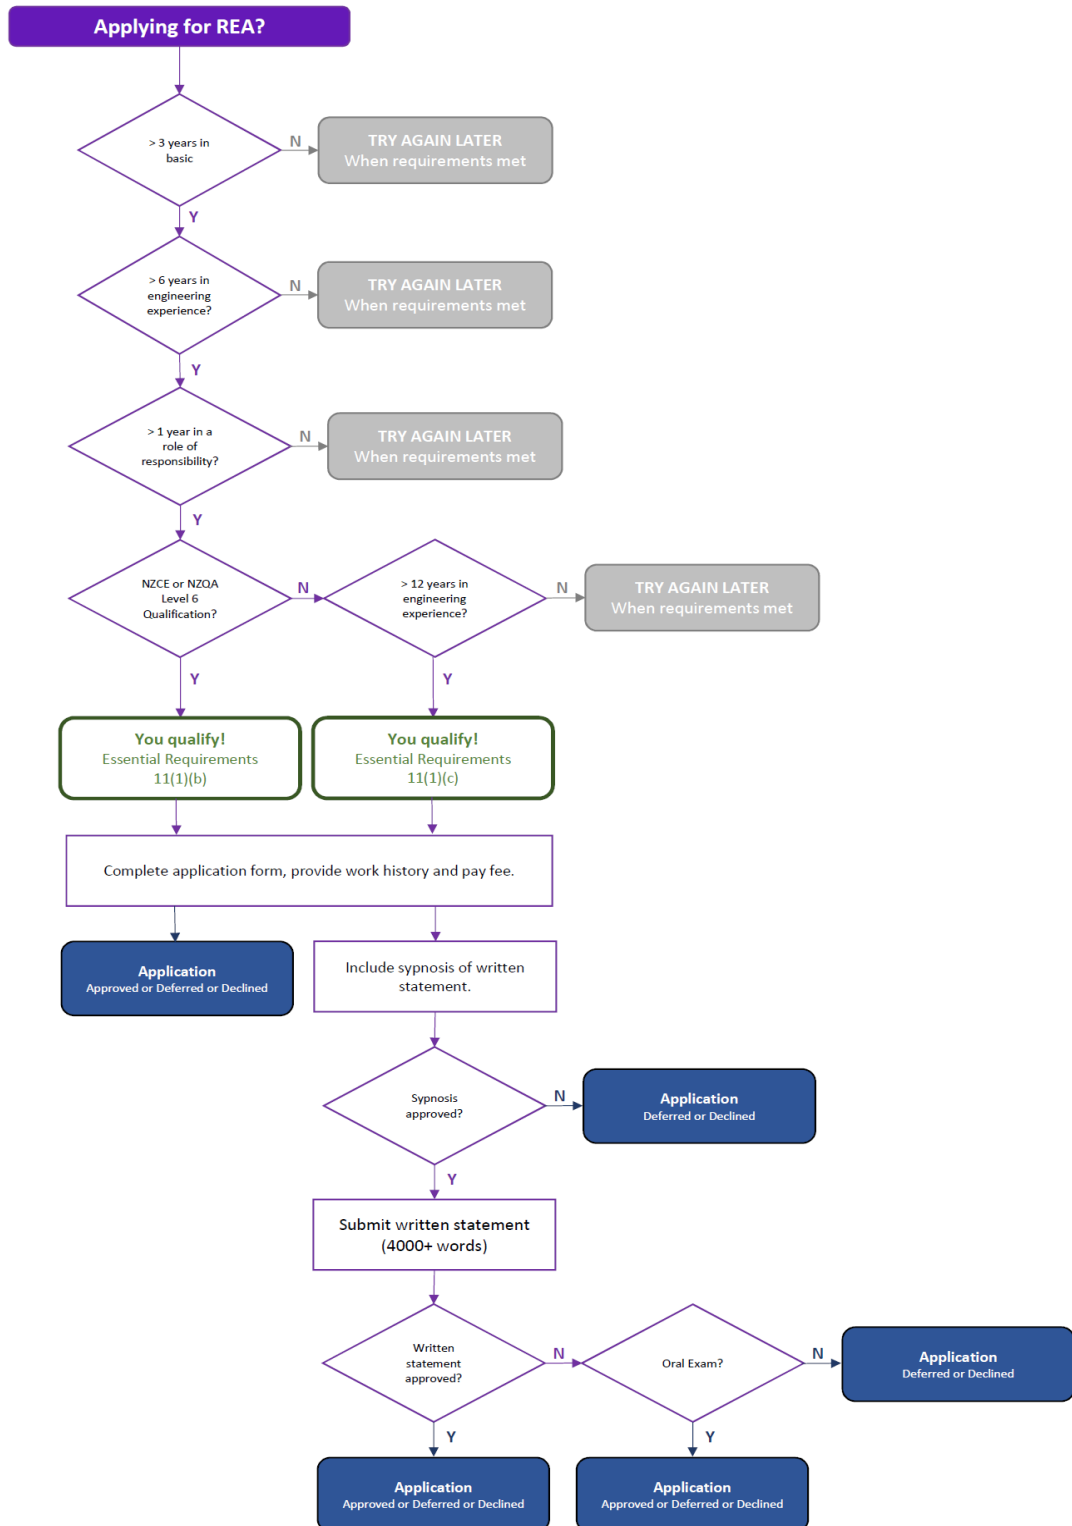 Applying for REA?
> 3 years in
basic
N
TRY AGAIN LATER
When requirements met
Y
> 6 years in
engineering
experience?
N
TRY AGAIN LATER
When requirements met
Y
> 1 year in a
role of
responsibility?
N
TRY AGAIN LATER
When requirements met
Y
NZCE or NZQA
Level 6
Qualification?
N
> 12 years in
engineering
experience?
N
TRY AGAIN LATER
When requirements met
Y
Y
You qualify!
Essential Requirements
11(1)(b)
You qualify!
Essential Requirements
11(1)(c)
Complete application form, provide work history and pay fee.
Application
Approved or Deferred or Declined
Include sypnosis of written
statement.
Sypnosis
approved?
N
Application
Deferred or Declined
Y
Submit written statement
(4000+ words)
Written
statement
approved?
N
Oral Exam?
N
Application
Deferred or Declined
Y
Y
Application
Approved or Deferred or Declined
Application
Approved or Deferred or Declined